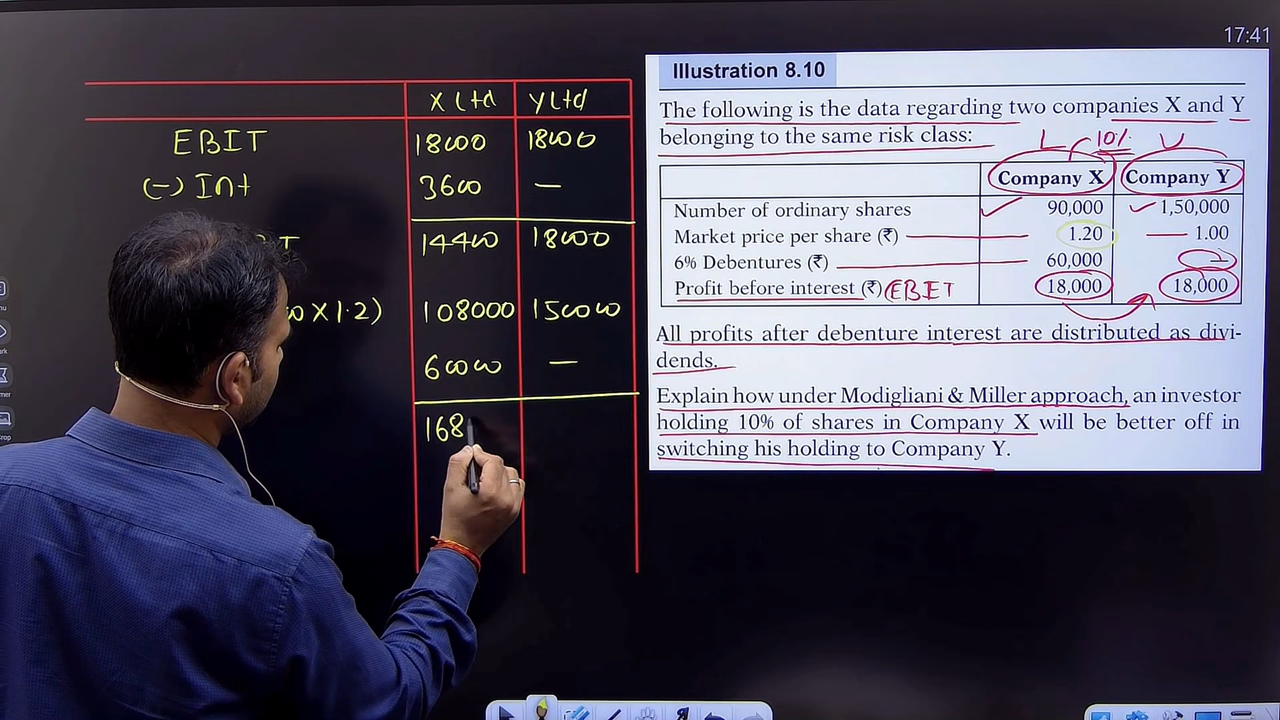 17:41
X Ltd Y Ltd
EBIT 18000 18000
(-) Int 3600 —
14400 18000
X 1.2) 108000 150000
60000 —
168
Illustration 8.10
The following is the data regarding two companies X and Y
belonging to the same risk class:
L 10% U
Company X Company Y
Number of ordinary shares 90,000 1,50,000
Market price per share (₹) 1.20 1.00
6% Debentures (₹) 60,000 —
Profit before interest (₹) EBIT 18,000 18,000
All profits after debenture interest are distributed as divi-
dends.
Explain how under Modigliani & Miller approach, an investor
holding 10% of shares in Company X will be better off in
switching his holding to Company Y.